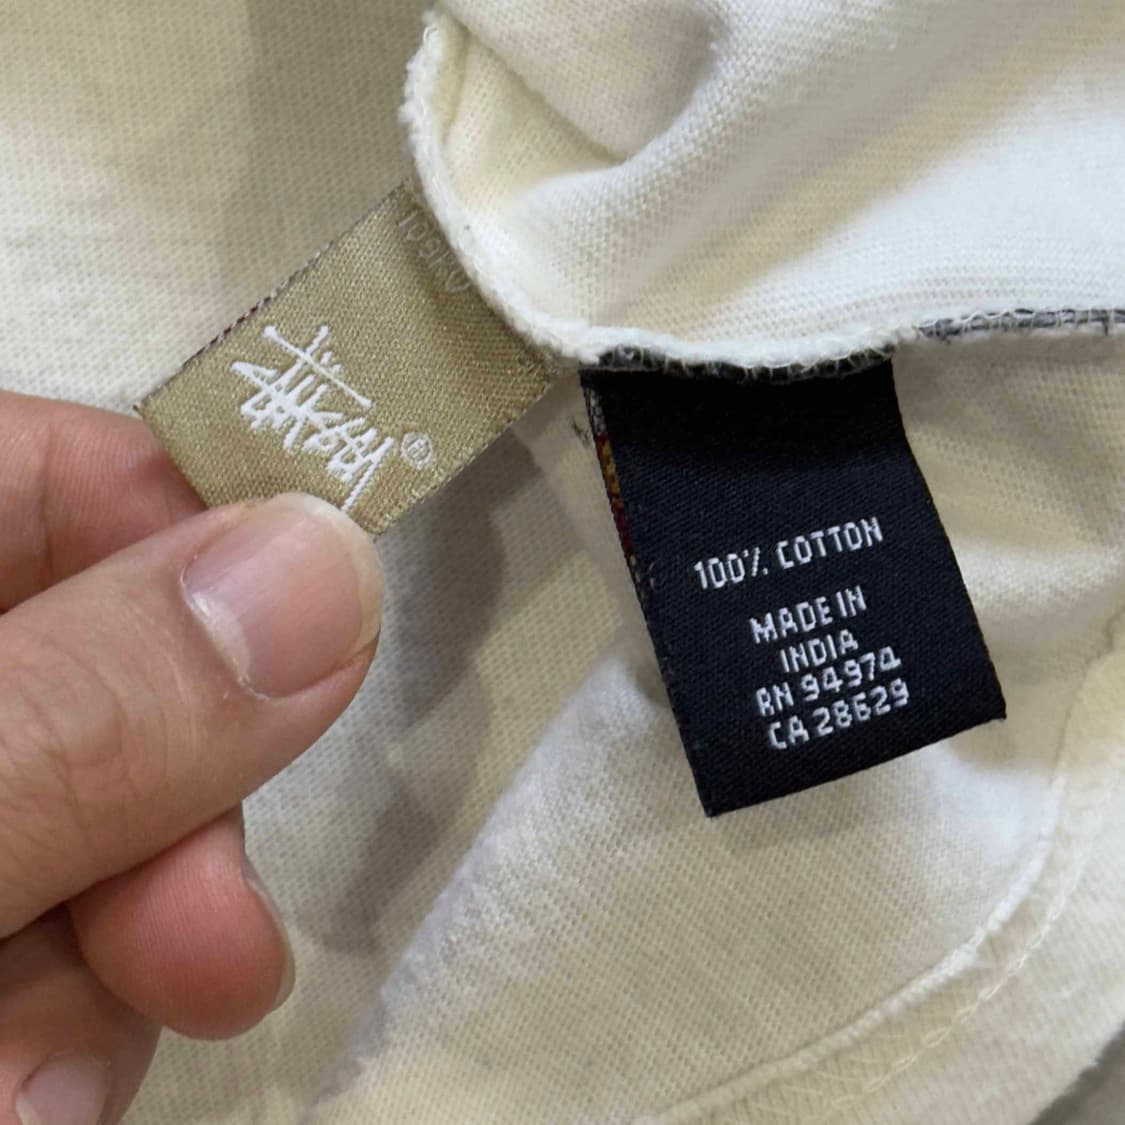 Stüssy®
100% COTTON
MADE IN
INDIA
RN 94974
CA 28629